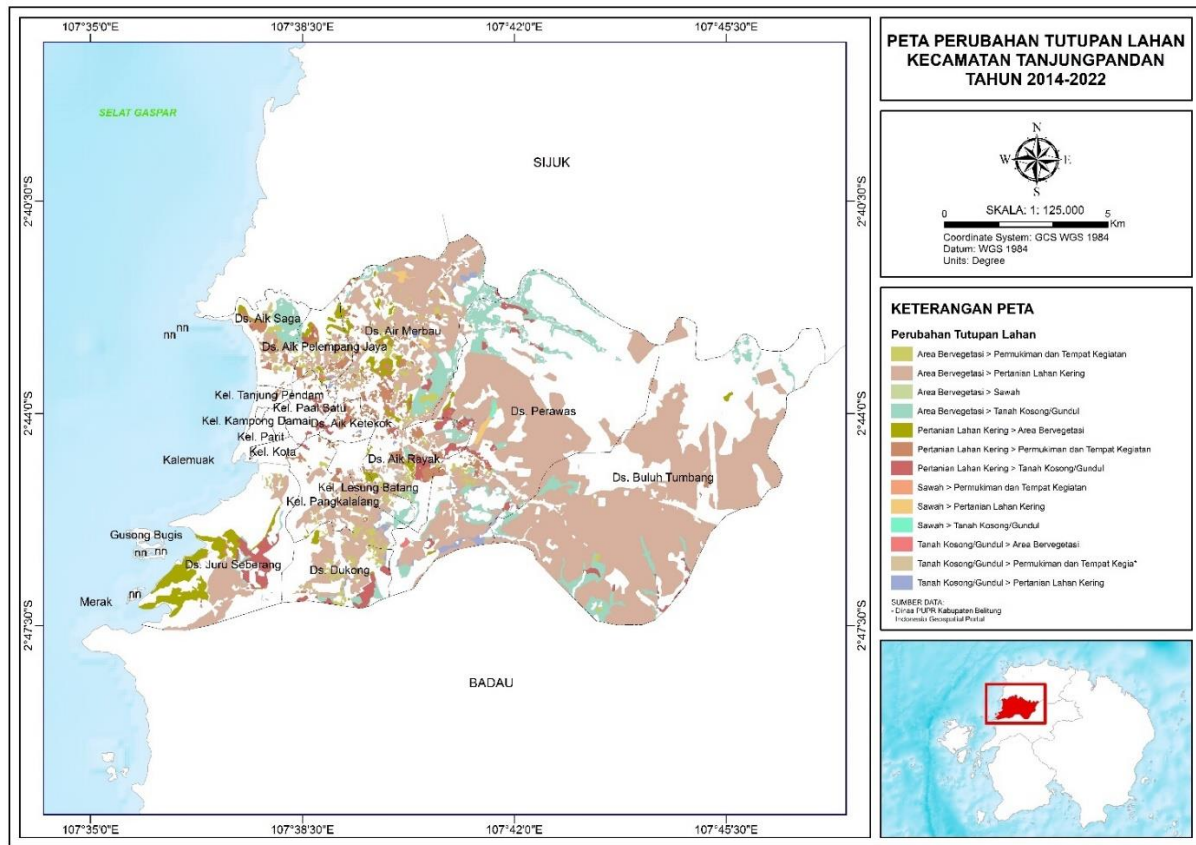 107°35'0"E
107°38'30"E
107°42'0"E
107°45'30"E
SELAT GASPAR
SIJUK
2°40'30"S
2°40'30"S
nn
nn
Ds. Aik Saga
Ds. Air Merbau
Ds. Aik Pelempang Jaya
Kel. Tanjung Pendam
Kel. Paal Satu
Kel. Kampong Damai
Ds. Aik Ketekok
Kel. Parit
Kel. Kota
Kalemuak
Ds. Aik Rayak
Ds. Perawas
2°44'0"S
2°44'0"S
Kel. Lesung Batang
Kel. Pangkalalang
Ds. Buluh Tumbang
Gusong Bugis
nn
nn
Ds. Juru Seberang
Ds. Dukong
Merak
nn
2°47'30"S
2°47'30"S
BADAU
107°35'0"E
107°38'30"E
107°42'0"E
107°45'30"E
PETA PERUBAHAN TUTUPAN LAHAN
KECAMATAN TANJUNGPANDAN
TAHUN 2014-2022
N
W
E
S
SKALA: 1: 125.000
0
5
Km
Coordinate System: GCS WGS 1984
Datum: WGS 1984
Units: Degree
KETERANGAN PETA
Perubahan Tutupan Lahan
Area Bervegetasi > Permukiman dan Tempat Kegiatan
Area Bervegetasi > Pertanian Lahan Kering
Area Bervegetasi > Sawah
Area Bervegetasi > Tanah Kosong/Gundul
Pertanian Lahan Kering > Area Bervegetasi
Pertanian Lahan Kering > Permukiman dan Tempat Kegiatan
Pertanian Lahan Kering > Tanah Kosong/Gundul
Sawah > Permukiman dan Tempat Kegiatan
Sawah > Pertanian Lahan Kering
Sawah > Tanah Kosong/Gundul
Tanah Kosong/Gundul > Area Bervegetasi
Tanah Kosong/Gundul > Permukiman dan Tempat Kegia*
Tanah Kosong/Gundul > Pertanian Lahan Kering
SUMBER DATA:
- Dinas PUPR Kabupaten Belitung
Indonesia Geospatial Portal